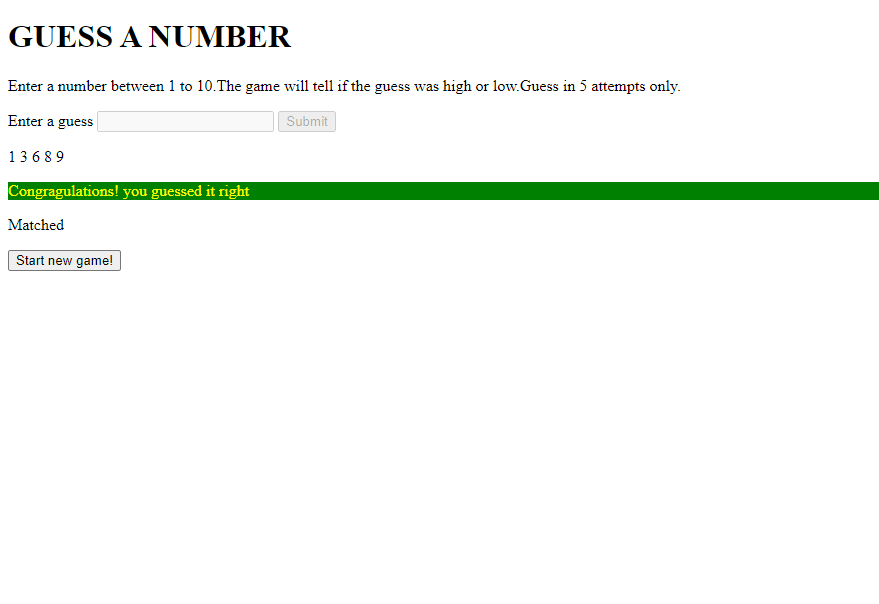 GUESS A NUMBER
Enter a number between 1 to 10.The game will tell if the guess was high or low.Guess in 5 attempts only.
Enter a guess Submit
1 3 6 8 9
Congragulations! you guessed it right
Matched
Start new game!